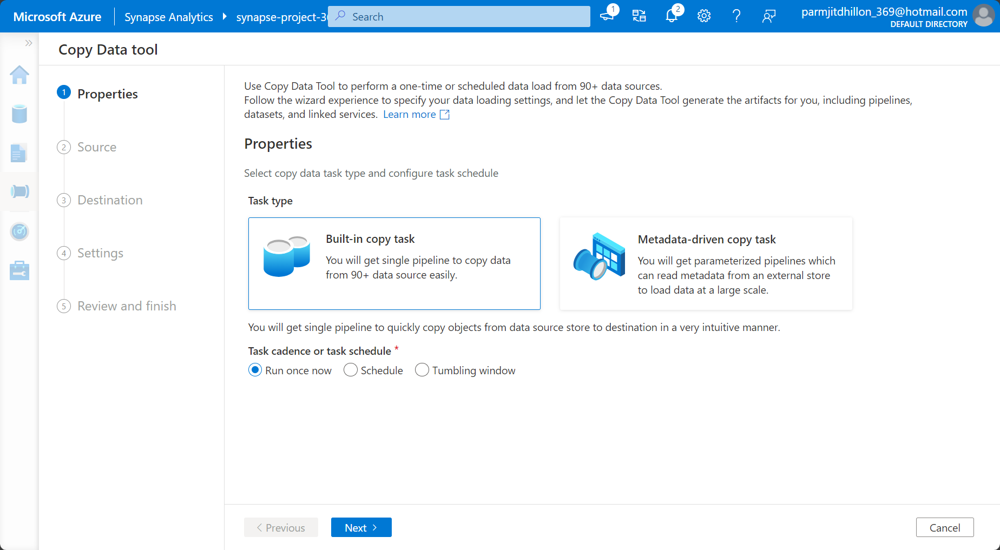 Microsoft Azure
Synapse Analytics
synapse-project-3
Search
1
2
parmjitdhillon_369@hotmail.com
DEFAULT DIRECTORY
Copy Data tool
1 Properties
2 Source
3 Destination
4 Settings
5 Review and finish
Use Copy Data Tool to perform a one-time or scheduled data load from 90+ data sources.
Follow the wizard experience to specify your data loading settings, and let the Copy Data Tool generate the artifacts for you, including pipelines,
datasets, and linked services. Learn more
Properties
Select copy data task type and configure task schedule
Task type
Built-in copy task
You will get single pipeline to copy data
from 90+ data source easily.
Metadata-driven copy task
You will get parameterized pipelines which
can read metadata from an external store
to load data at a large scale.
You will get single pipeline to quickly copy objects from data source store to destination in a very intuitive manner.
Task cadence or task schedule *
Run once now
Schedule
Tumbling window
< Previous
Next >
Cancel